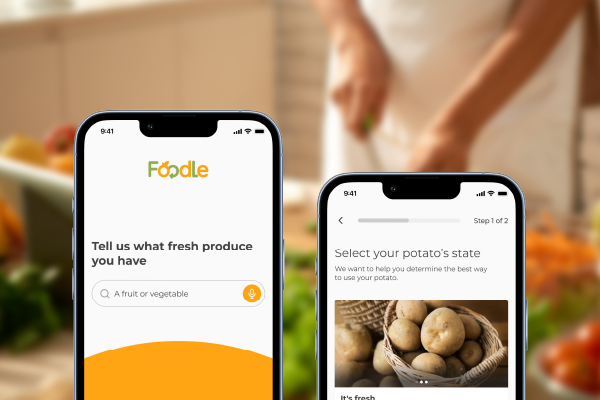 9:41
Foodle
Tell us what fresh produce
you have
A fruit or vegetable
9:41
Step 1 of 2
Select your potato's state
We want to help you determine the best way
to use your potato.
It's fresh